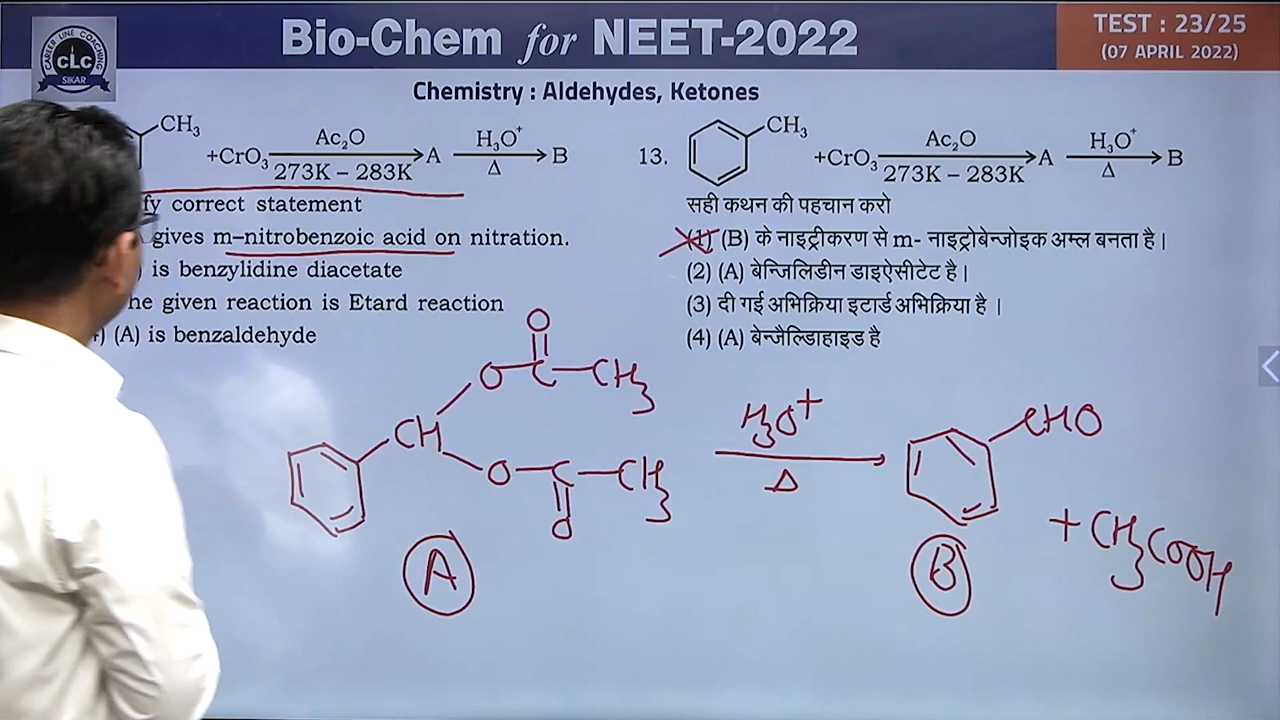 CAREER LINE COACHING
CLC
SIKAR
Bio-Chem for NEET-2022
TEST : 23/25
(07 APRIL 2022)
Chemistry : Aldehydes, Ketones
CH₃
+CrO₃ Ac₂O 273K – 283K A H₃O⁺ Δ B
correct statement
gives m–nitrobenzoic acid on nitration.
) is benzylidine diacetate
he given reaction is Etard reaction
) (A) is benzaldehyde
13. CH₃
+CrO₃ Ac₂O 273K – 283K A H₃O⁺ Δ B
सही कथन की पहचान करो
(1) (B) के नाइट्रीकरण से m- नाइट्रोबेन्जोइक अम्ल बनता है।
(2) (A) बेन्जिलिडीन डाइऐसीटेट है।
(3) दी गई अभिक्रिया इटार्ड अभिक्रिया है ।
(4) (A) बेन्जैल्डिाहाइड है
O
O C CH₃
CH
O C CH₃
O
A
H₃O⁺
Δ
CHO
+ CH₃COOH
B